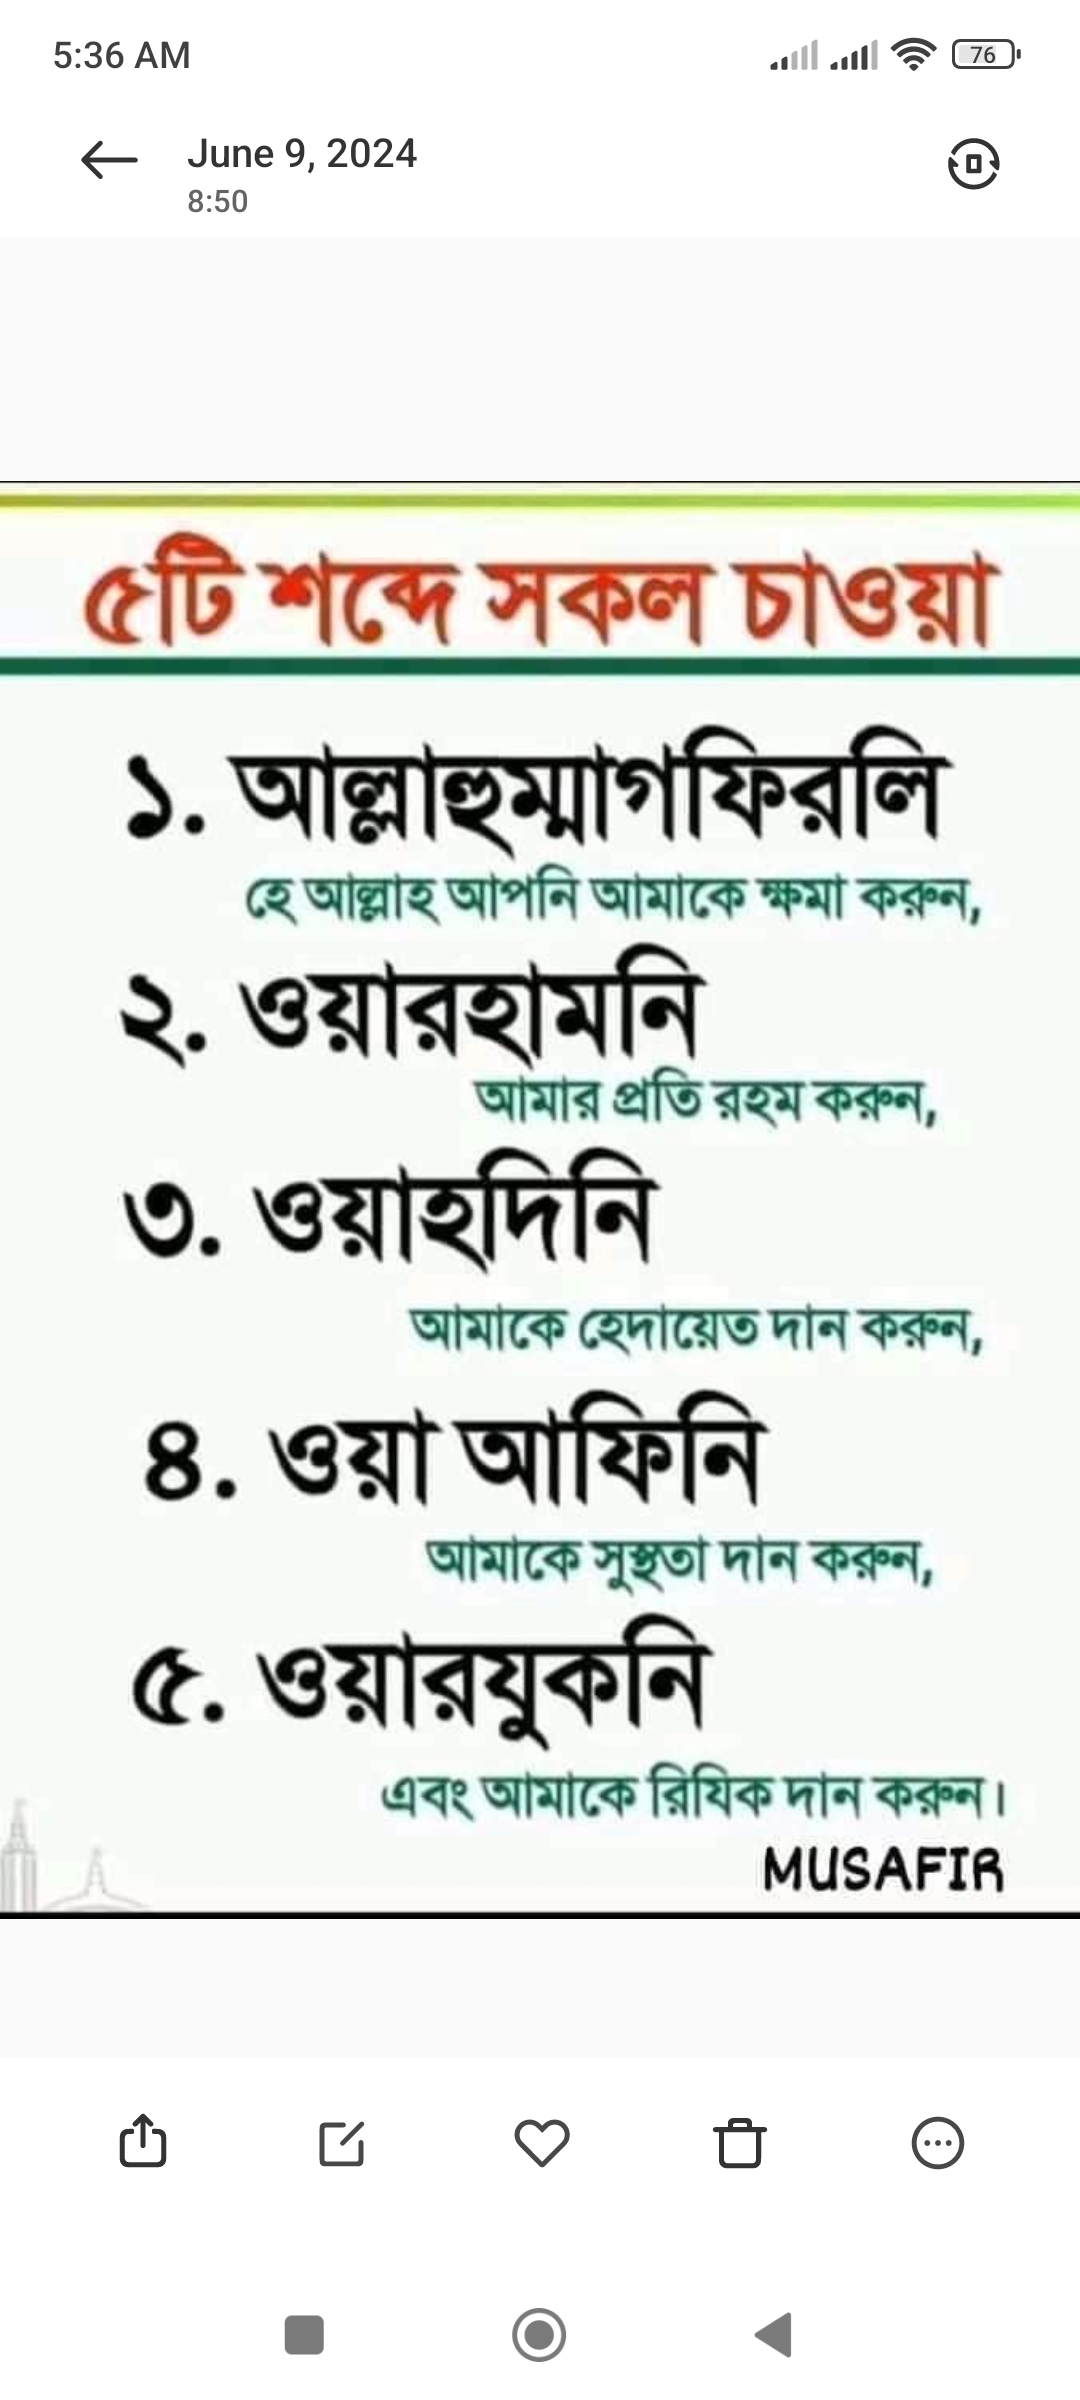 5:36 AM
76
June 9, 2024
8:50
৫টি শব্দে সকল চাওয়া
১. আল্লাহুম্মাগফিরলি
হে আল্লাহ আপনি আমাকে ক্ষমা করুন,
২. ওয়ারহামনি
আমার প্রতি রহম করুন,
৩. ওয়াহদিনি
আমাকে হেদায়েত দান করুন,
৪. ওয়া আফিনি
আমাকে সুস্থতা দান করুন,
৫. ওয়ারযুকনি
এবং আমাকে রিযিক দান করুন।
MUSAFIR